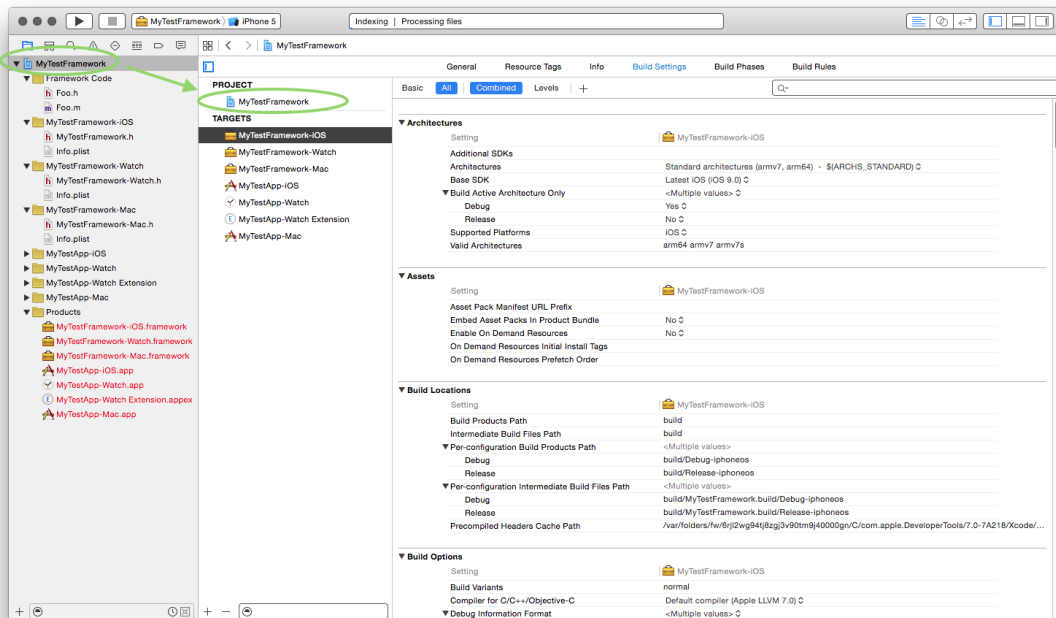 MyTestFramework iPhone 5
Indexing | Processing files
MyTestFramework
MyTestFramework
Framework Code
h Foo.h
m Foo.m
MyTestFramework-iOS
h MyTestFramework.h
Info.plist
MyTestFramework-Watch
h MyTestFramework-Watch.h
Info.plist
MyTestFramework-Mac
h MyTestFramework-Mac.h
Info.plist
MyTestApp-iOS
MyTestApp-Watch
MyTestApp-Watch Extension
MyTestApp-Mac
Products
MyTestFramework-iOS.framework
MyTestFramework-Watch.framework
MyTestFramework-Mac.framework
MyTestApp-iOS.app
MyTestApp-Watch.app
E MyTestApp-Watch Extension.appex
MyTestApp-Mac.app
PROJECT
MyTestFramework
TARGETS
MyTestFramework-iOS
MyTestFramework-Watch
MyTestFramework-Mac
MyTestApp-iOS
MyTestApp-Watch
E MyTestApp-Watch Extension
MyTestApp-Mac
General Resource Tags Info Build Settings Build Phases Build Rules
Basic All Combined Levels +
Architectures
Setting MyTestFramework-iOS
Additional SDKs
Architectures Standard architectures (armv7, arm64) - $(ARCHS_STANDARD)
Base SDK Latest iOS (iOS 9.0)
Build Active Architecture Only <Multiple values>
Debug Yes
Release No
Supported Platforms iOS
Valid Architectures arm64 armv7 armv7s
Assets
Setting MyTestFramework-iOS
Asset Pack Manifest URL Prefix
Embed Asset Packs In Product Bundle No
Enable On Demand Resources No
On Demand Resources Initial Install Tags
On Demand Resources Prefetch Order
Build Locations
Setting MyTestFramework-iOS
Build Products Path build
Intermediate Build Files Path build
Per-configuration Build Products Path <Multiple values>
Debug build/Debug-iphoneos
Release build/Release-iphoneos
Per-configuration Intermediate Build Files Path <Multiple values>
Debug build/MyTestFramework.build/Debug-iphoneos
Release build/MyTestFramework.build/Release-iphoneos
Precompiled Headers Cache Path /var/folders/fw/6rjl2wg94tj8zgj3v90tm9j40000gn/C/com.apple.DeveloperTools/7.0-7A218/Xcode/...
Build Options
Setting MyTestFramework-iOS
Build Variants normal
Compiler for C/C++/Objective-C Default compiler (Apple LLVM 7.0)
Debug Information Format <Multiple values>